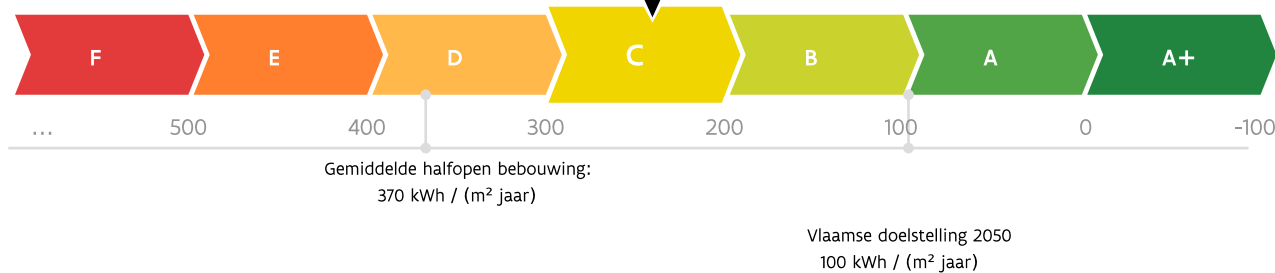 F E D C B A A+
... 500 400 300 200 100 0 -100
Gemiddelde halfopen bebouwing:
370 kWh / (m² jaar)
Vlaamse doelstelling 2050
100 kWh / (m² jaar)